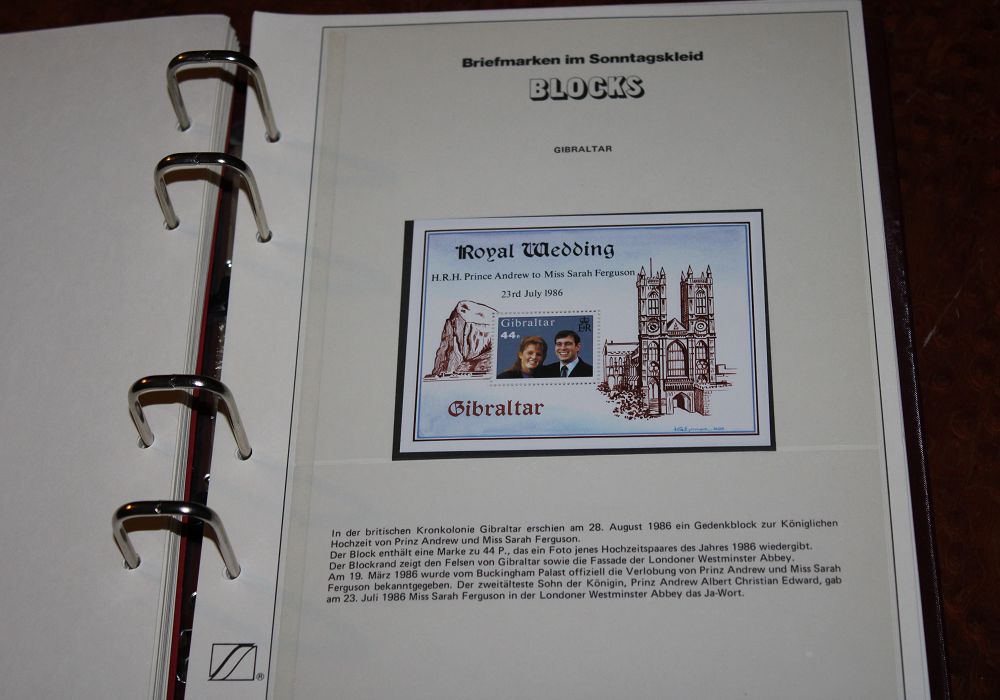 Briefmarken im Sonntagskleid
BLOCKS
GIBRALTAR
Royal Wedding
H.R.H. Prince Andrew to Miss Sarah Ferguson
23rd July 1986
Gibraltar
44p
E II R
Gibraltar
In der britischen Kronkolonie Gibraltar erschien am 28. August 1986 ein Gedenkblock zur Königlichen
Hochzeit von Prinz Andrew und Miss Sarah Ferguson.
Der Block enthält eine Marke zu 44 P., das ein Foto jenes Hochzeitspaares des Jahres 1986 wiedergibt.
Der Blockrand zeigt den Felsen von Gibraltar sowie die Fassade der Londoner Westminster Abbey.
Am 19. März 1986 wurde vom Buckingham Palast offiziell die Verlobung von Prinz Andrew und Miss Sarah
Ferguson bekanntgegeben. Der zweitälteste Sohn der Königin, Prinz Andrew Albert Christian Edward, gab
am 23. Juli 1986 Miss Sarah Ferguson in der Londoner Westminster Abbey das Ja-Wort.
®